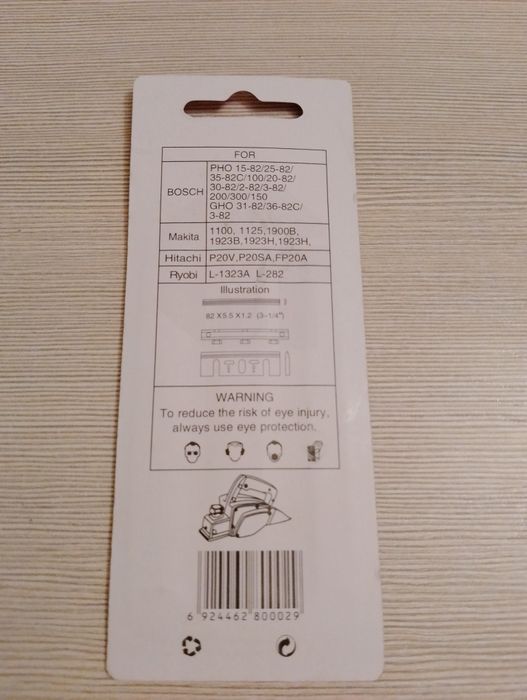 FOR
BOSCH
PHO 15-82/25-82/
35-82C/100/20-82/
30-82/2-82/3-82/
200/300/150
GHO 31-82/36-82C/
3-82
Makita
1100, 1125,1900B,
1923B,1923H,1923H,
Hitachi P20V,P20SA,FP20A
Ryobi L-1323A L-282
Illustration
82 X5.5 X1.2 (3-1/4")
WARNING
To reduce the risk of eye injury,
always use eye protection.
6 924462 800029